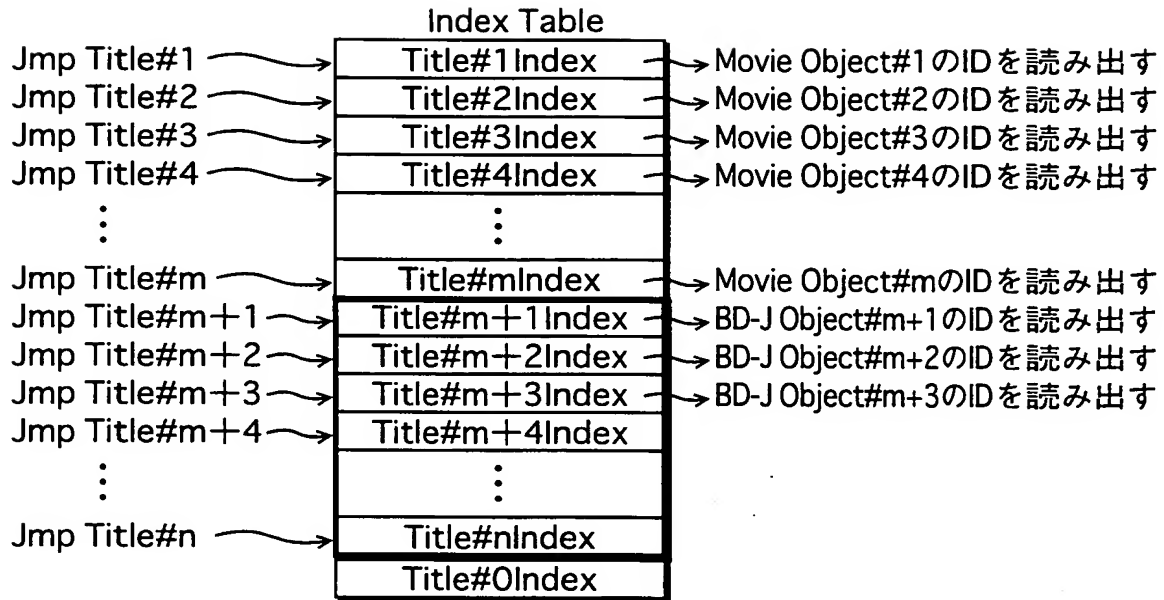 Index Table
Jmp Title#1 Title#1Index Movie Object#1のIDを読み出す
Jmp Title#2 Title#2Index Movie Object#2のIDを読み出す
Jmp Title#3 Title#3Index Movie Object#3のIDを読み出す
Jmp Title#4 Title#4Index Movie Object#4のIDを読み出す
⋮ ⋮
Jmp Title#m Title#mIndex Movie Object#mのIDを読み出す
Jmp Title#m+1 Title#m+1Index BD-J Object#m+1のIDを読み出す
Jmp Title#m+2 Title#m+2Index BD-J Object#m+2のIDを読み出す
Jmp Title#m+3 Title#m+3Index BD-J Object#m+3のIDを読み出す
Jmp Title#m+4 Title#m+4Index
⋮ ⋮
Jmp Title#n Title#nIndex
Title#0Index